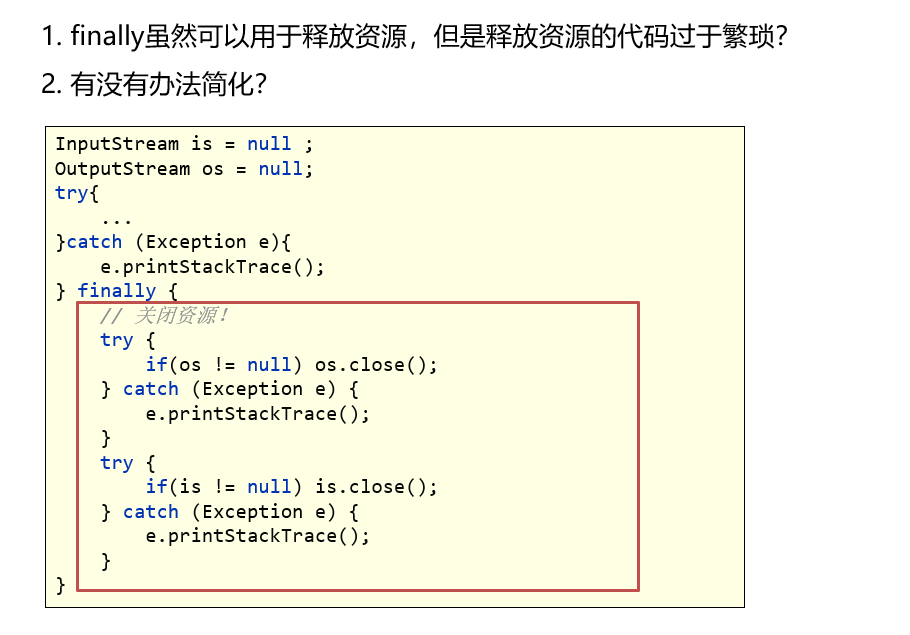 1. finally虽然可以用于释放资源，但是释放资源的代码过于繁琐？
2. 有没有办法简化？
InputStream is = null ;
OutputStream os = null;
try{
    ...
}catch (Exception e){
    e.printStackTrace();
} finally {
    // 关闭资源！
    try {
        if(os != null) os.close();
    } catch (Exception e) {
        e.printStackTrace();
    }
    try {
        if(is != null) is.close();
    } catch (Exception e) {
        e.printStackTrace();
    }
}